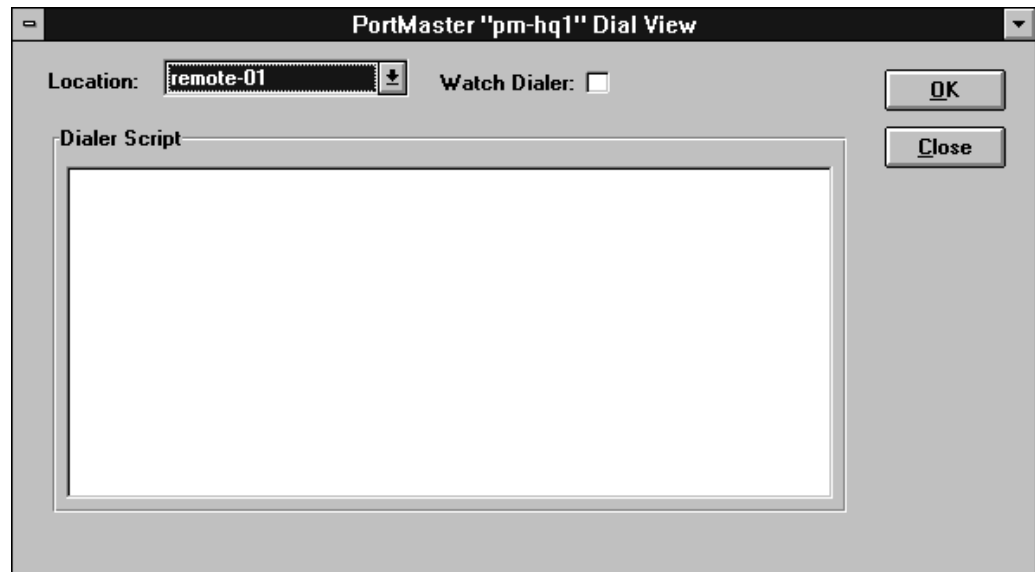 PortMaster "pm-hq1" Dial View
Location: remote-01 Watch Dialer:
OK
Dialer Script
Close